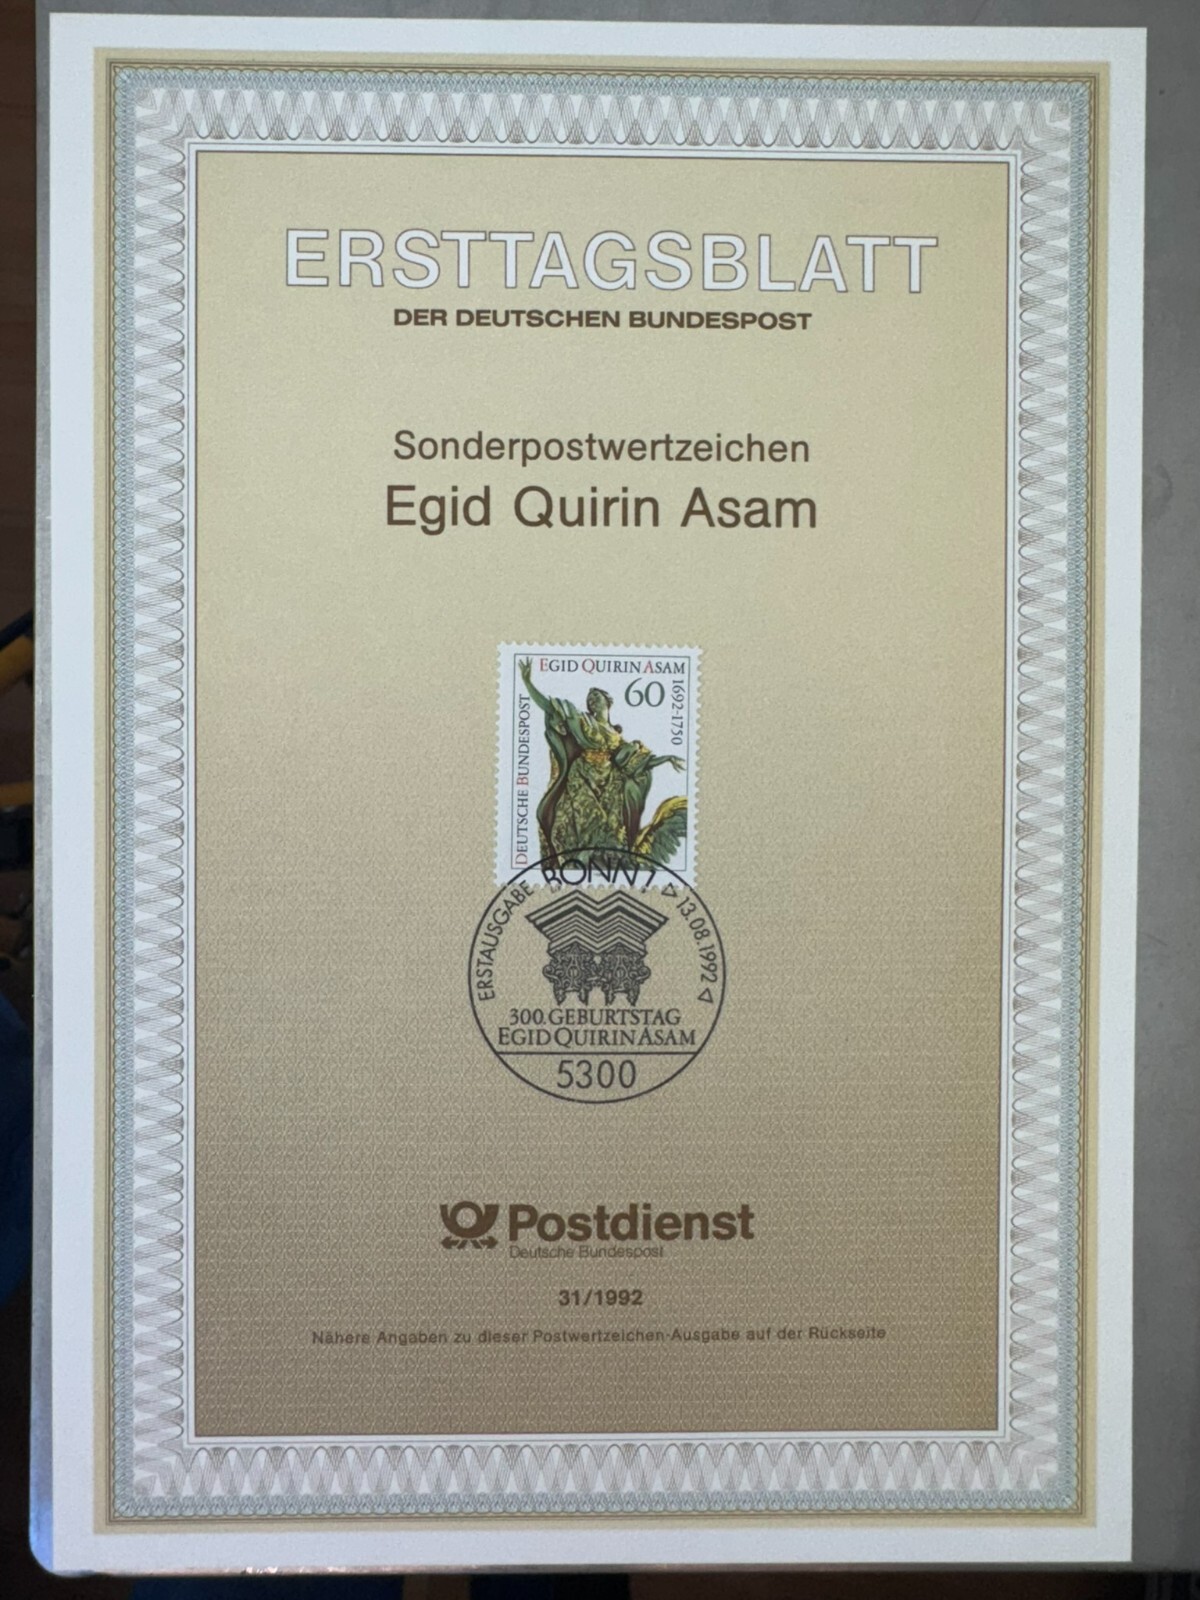 ERSTTAGSBLATT
DER DEUTSCHEN BUNDESPOST
Sonderpostwertzeichen
Egid Quirin Asam
EGID QUIRIN ASAM
60
1692-1750
DEUTSCHE BUNDESPOST
ERSTAUSGABE BONN 1 13.08.1992
300. GEBURTSTAG
EGID QUIRIN ASAM
5300
Postdienst
Deutsche Bundespost
31/1992
Nähere Angaben zu dieser Postwertzeichen-Ausgabe auf der Rückseite